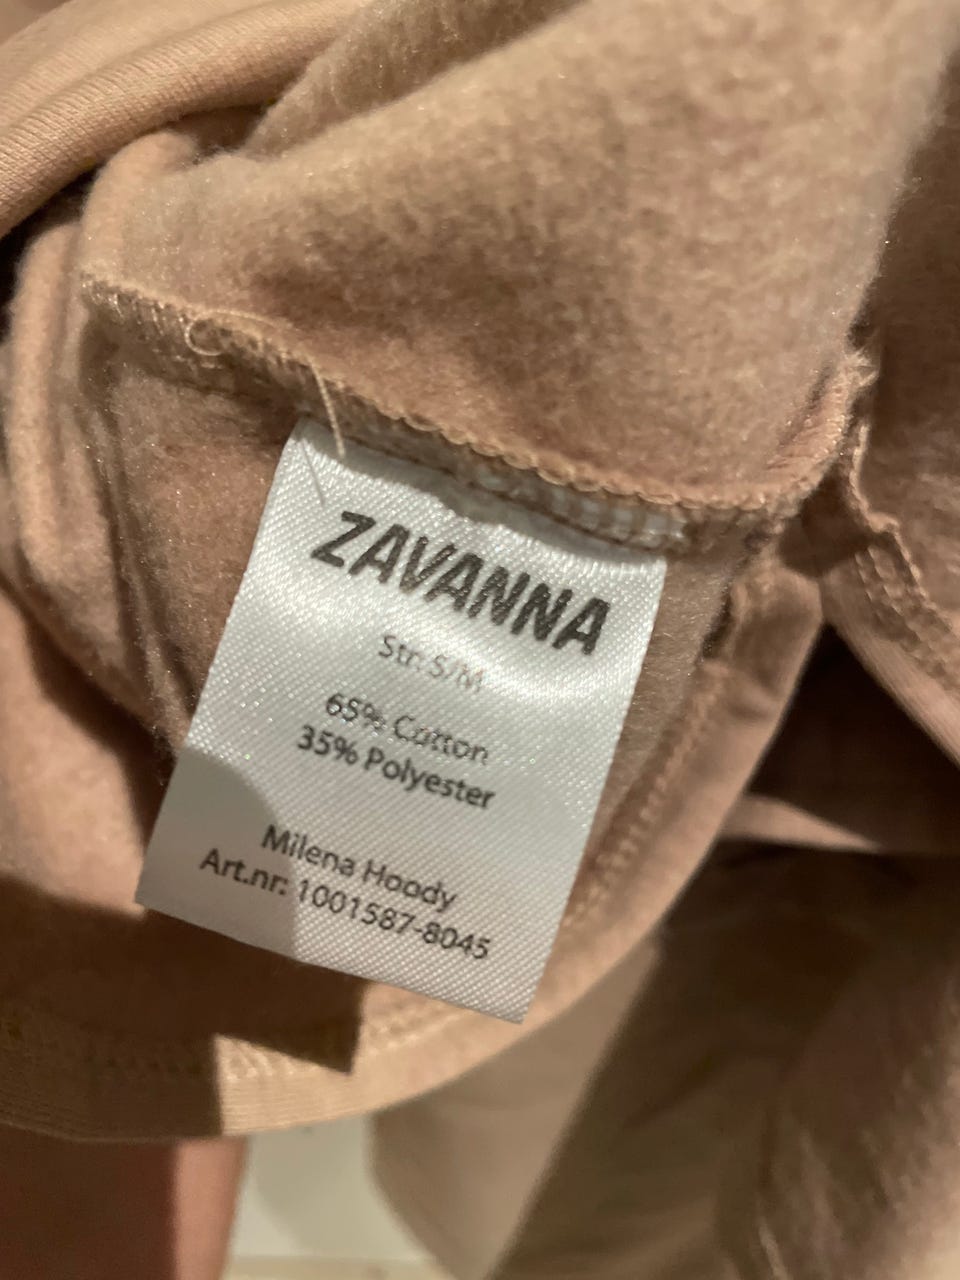 ZAVANNA
Str: S/M
65% Cotton
35% Polyester
Milena Hoody
Art.nr: 1001587-8045